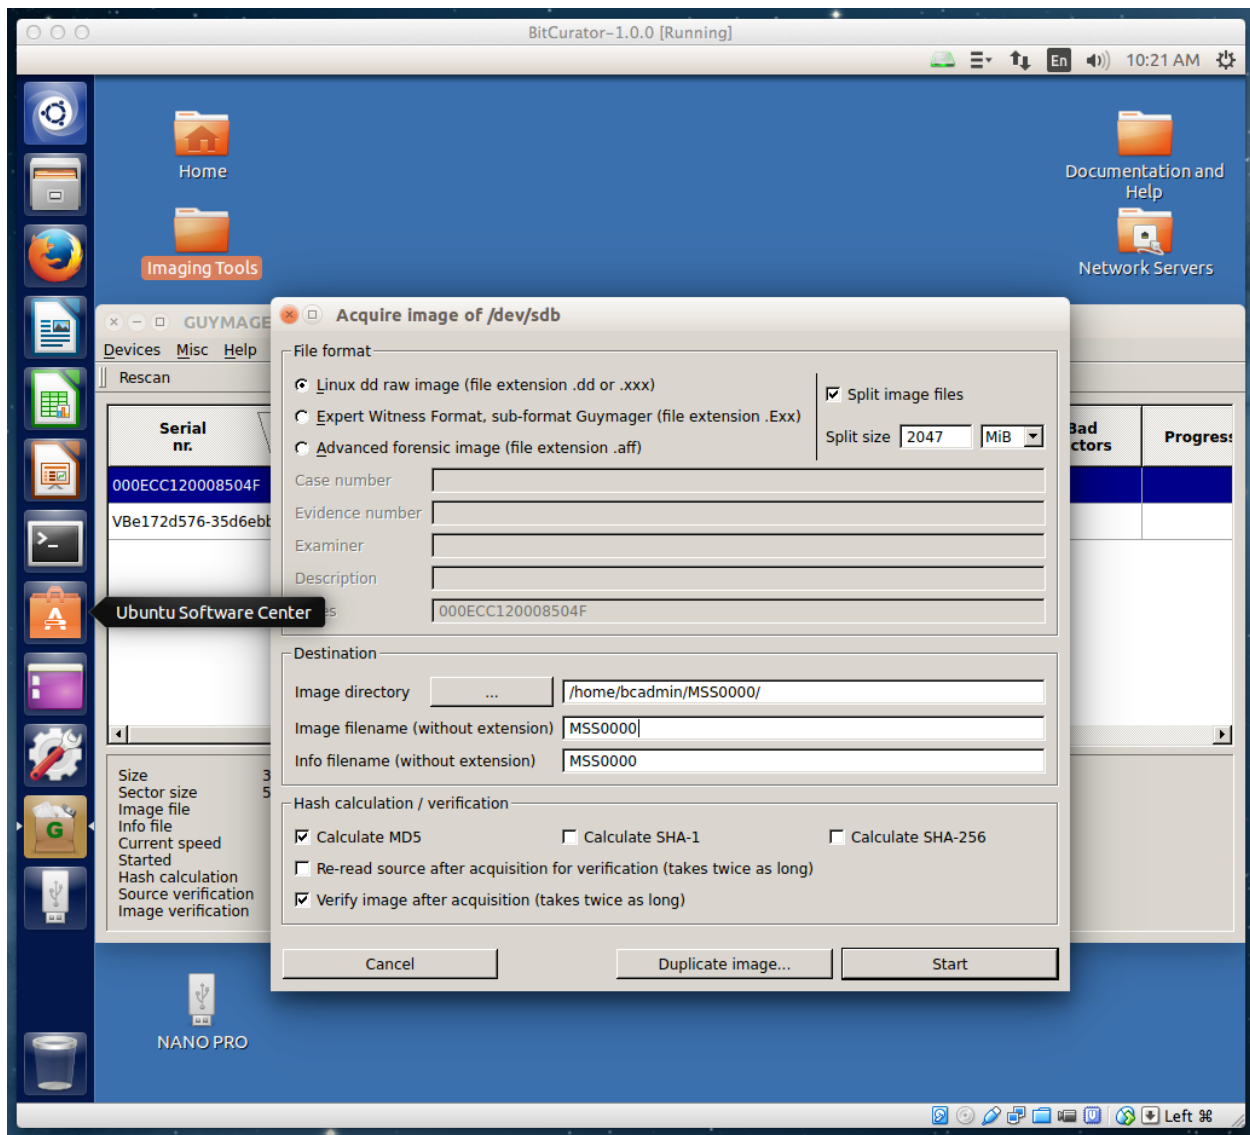 BitCurator-1.0.0 [Running]
En 10:21 AM
Home
Documentation and
Help
Imaging Tools
Network Servers
GUYMAGE
Devices Misc Help
Rescan
Serial
nr.
Bad
ctors
Progress
000ECC120008504F
VBe172d576-35d6ebb
Ubuntu Software Center
Acquire image of /dev/sdb
File format
Linux dd raw image (file extension .dd or .xxx)
Expert Witness Format, sub-format Guymager (file extension .Exx)
Advanced forensic image (file extension .aff)
Split image files
Split size 2047 MiB
Case number
Evidence number
Examiner
Description
es 000ECC120008504F
Destination
Image directory ... /home/bcadmin/MSS0000/
Image filename (without extension) MSS0000
Info filename (without extension) MSS0000
Hash calculation / verification
Calculate MD5 Calculate SHA-1 Calculate SHA-256
Re-read source after acquisition for verification (takes twice as long)
Verify image after acquisition (takes twice as long)
Cancel Duplicate image... Start
Size 3
Sector size 5
Image file
Info file
Current speed
Started
Hash calculation
Source verification
Image verification
NANO PRO
Left ⌘